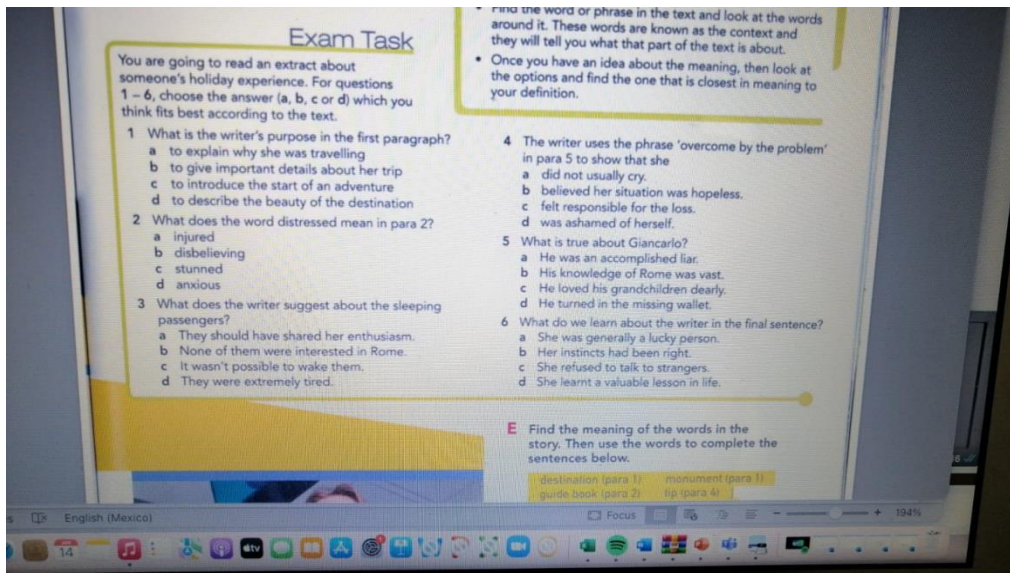 Exam Task
You are going to read an extract about
someone's holiday experience. For questions
1 – 6, choose the answer (a, b, c or d) which you
think fits best according to the text.
1 What is the writer's purpose in the first paragraph?
a to explain why she was travelling
b to give important details about her trip
c to introduce the start of an adventure
d to describe the beauty of the destination
2 What does the word distressed mean in para 2?
a injured
b disbelieving
c stunned
d anxious
3 What does the writer suggest about the sleeping
passengers?
a They should have shared her enthusiasm.
b None of them were interested in Rome.
c It wasn't possible to wake them.
d They were extremely tired.
• Find the word or phrase in the text and look at the words
around it. These words are known as the context and
they will tell you what that part of the text is about.
• Once you have an idea about the meaning, then look at
the options and find the one that is closest in meaning to
your definition.
4 The writer uses the phrase 'overcome by the problem'
in para 5 to show that she
a did not usually cry.
b believed her situation was hopeless.
c felt responsible for the loss.
d was ashamed of herself.
5 What is true about Giancarlo?
a He was an accomplished liar.
b His knowledge of Rome was vast.
c He loved his grandchildren dearly.
d He turned in the missing wallet.
6 What do we learn about the writer in the final sentence?
a She was generally a lucky person.
b Her instincts had been right.
c She refused to talk to strangers.
d She learnt a valuable lesson in life.
E Find the meaning of the words in the
story. Then use the words to complete the
sentences below.
destination (para 1) monument (para 1)
guide book (para 2) tip (para 4)
English (Mexico) Focus 194%
14 tv